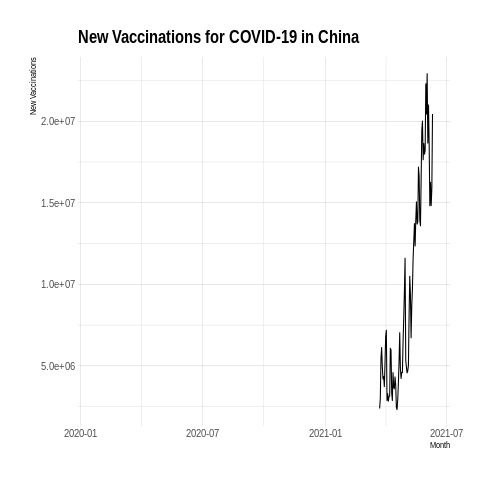 New Vaccinations for COVID-19 in China
New Vaccinations
2.0e+07
1.5e+07
1.0e+07
5.0e+06
2020-01
2020-07
2021-01
2021-07
Month